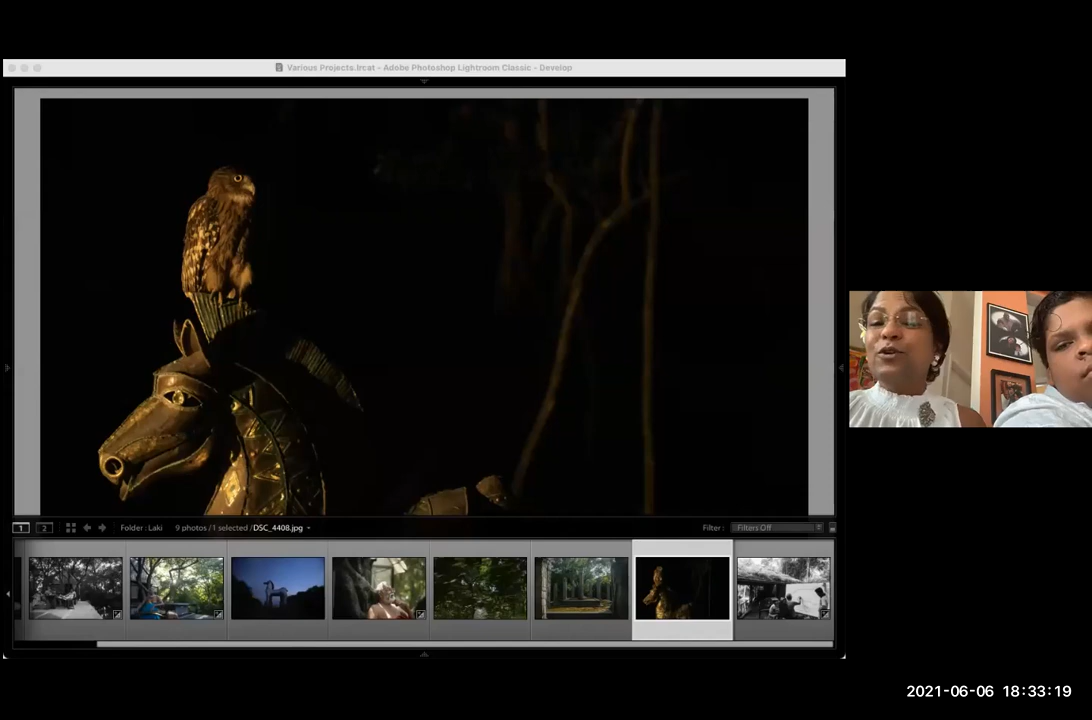 Various Projects.lrcat - Adobe Photoshop Lightroom Classic - Develop
1 2 Folder : Laki 9 photos / 1 selected / DSC_4408.jpg Filter : Filters Off
2021-06-06 18:33:19